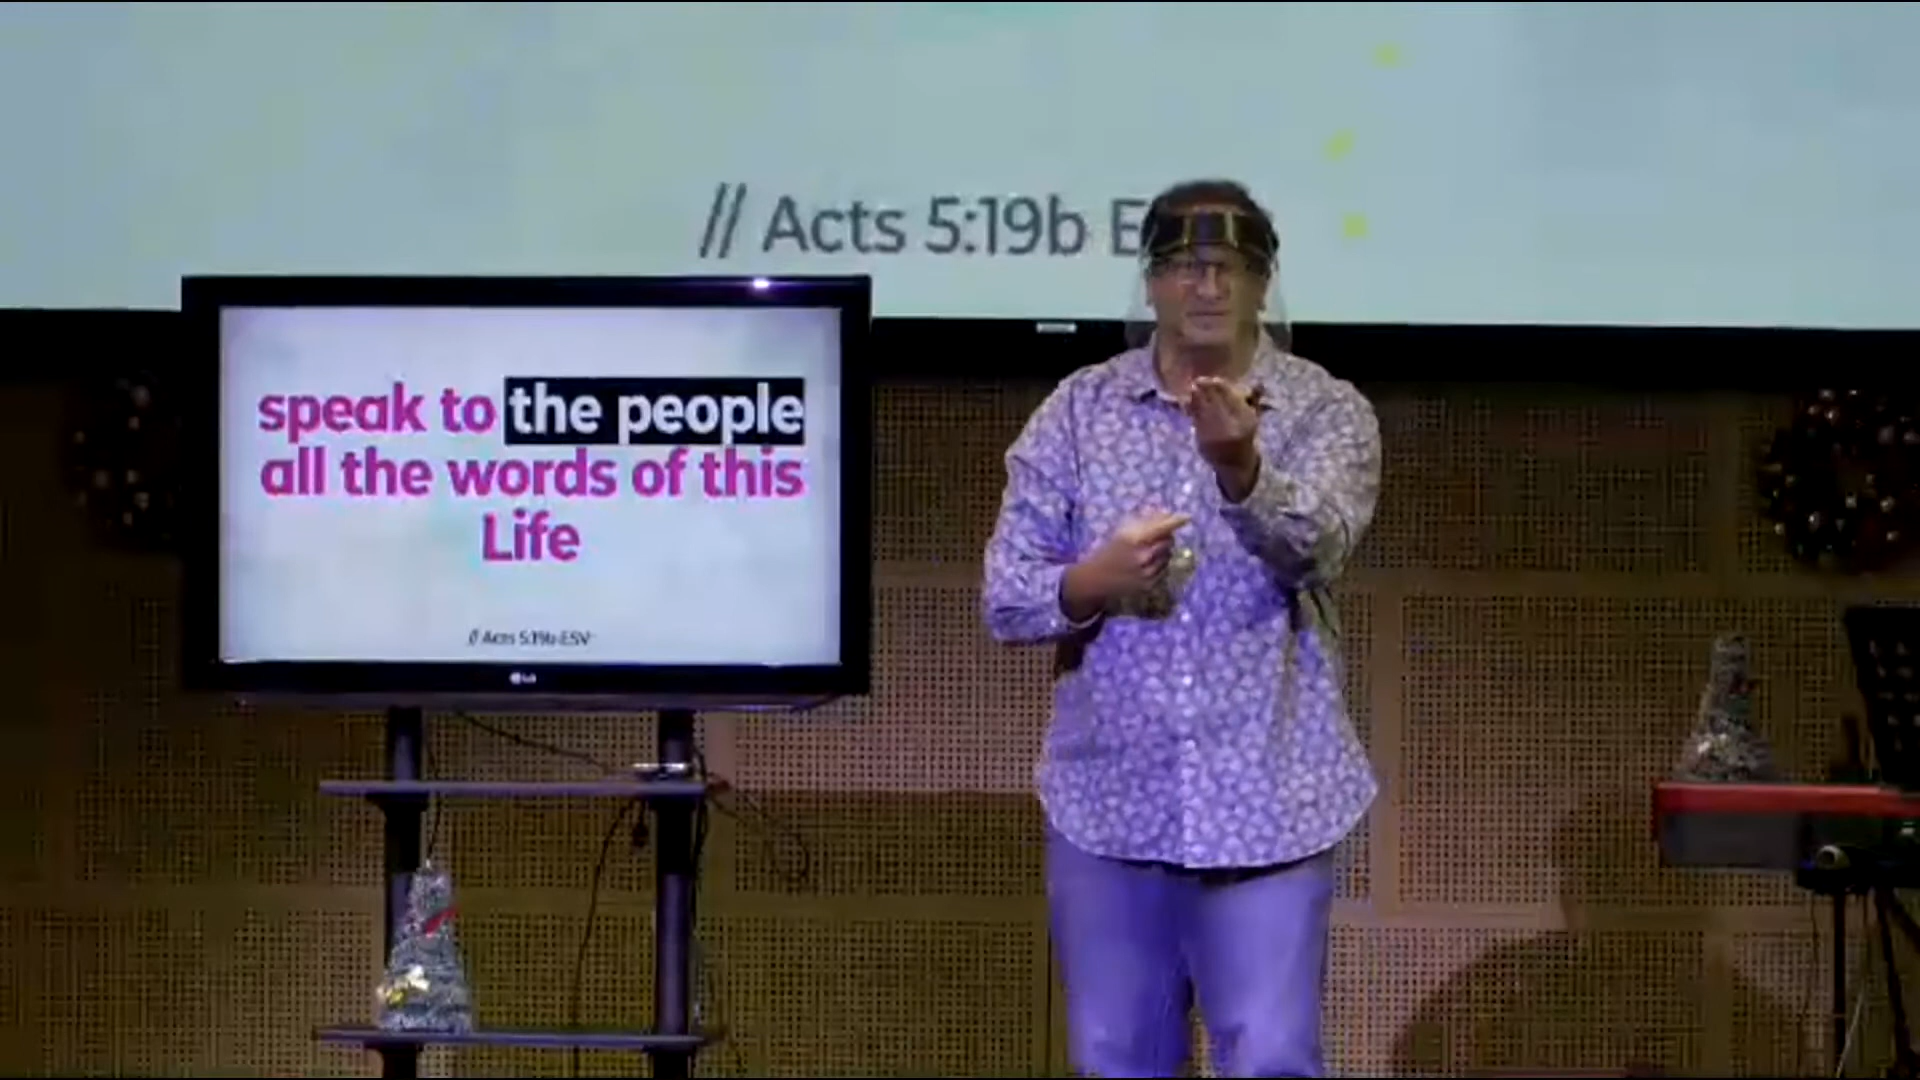 // Acts 5:19b E
speak to the people
all the words of this
Life
// Acts 5:19b ESV
LG